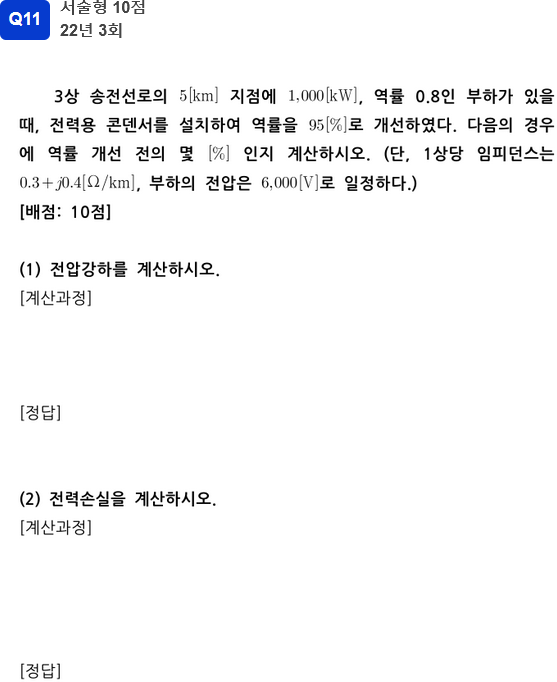 Q11
서술형 10점
22년 3회
3상 송전선로의 5[km] 지점에 1,000[kW], 역률 0.8인 부하가 있을
때, 전력용 콘덴서를 설치하여 역률을 95[%]로 개선하였다. 다음의 경우
에 역률 개선 전의 몇 [%] 인지 계산하시오. (단, 1상당 임피던스는
0.3+j0.4[Ω/km], 부하의 전압은 6,000[V]로 일정하다.)
[배점: 10점]
(1) 전압강하를 계산하시오.
[계산과정]
[정답]
(2) 전력손실을 계산하시오.
[계산과정]
[정답]